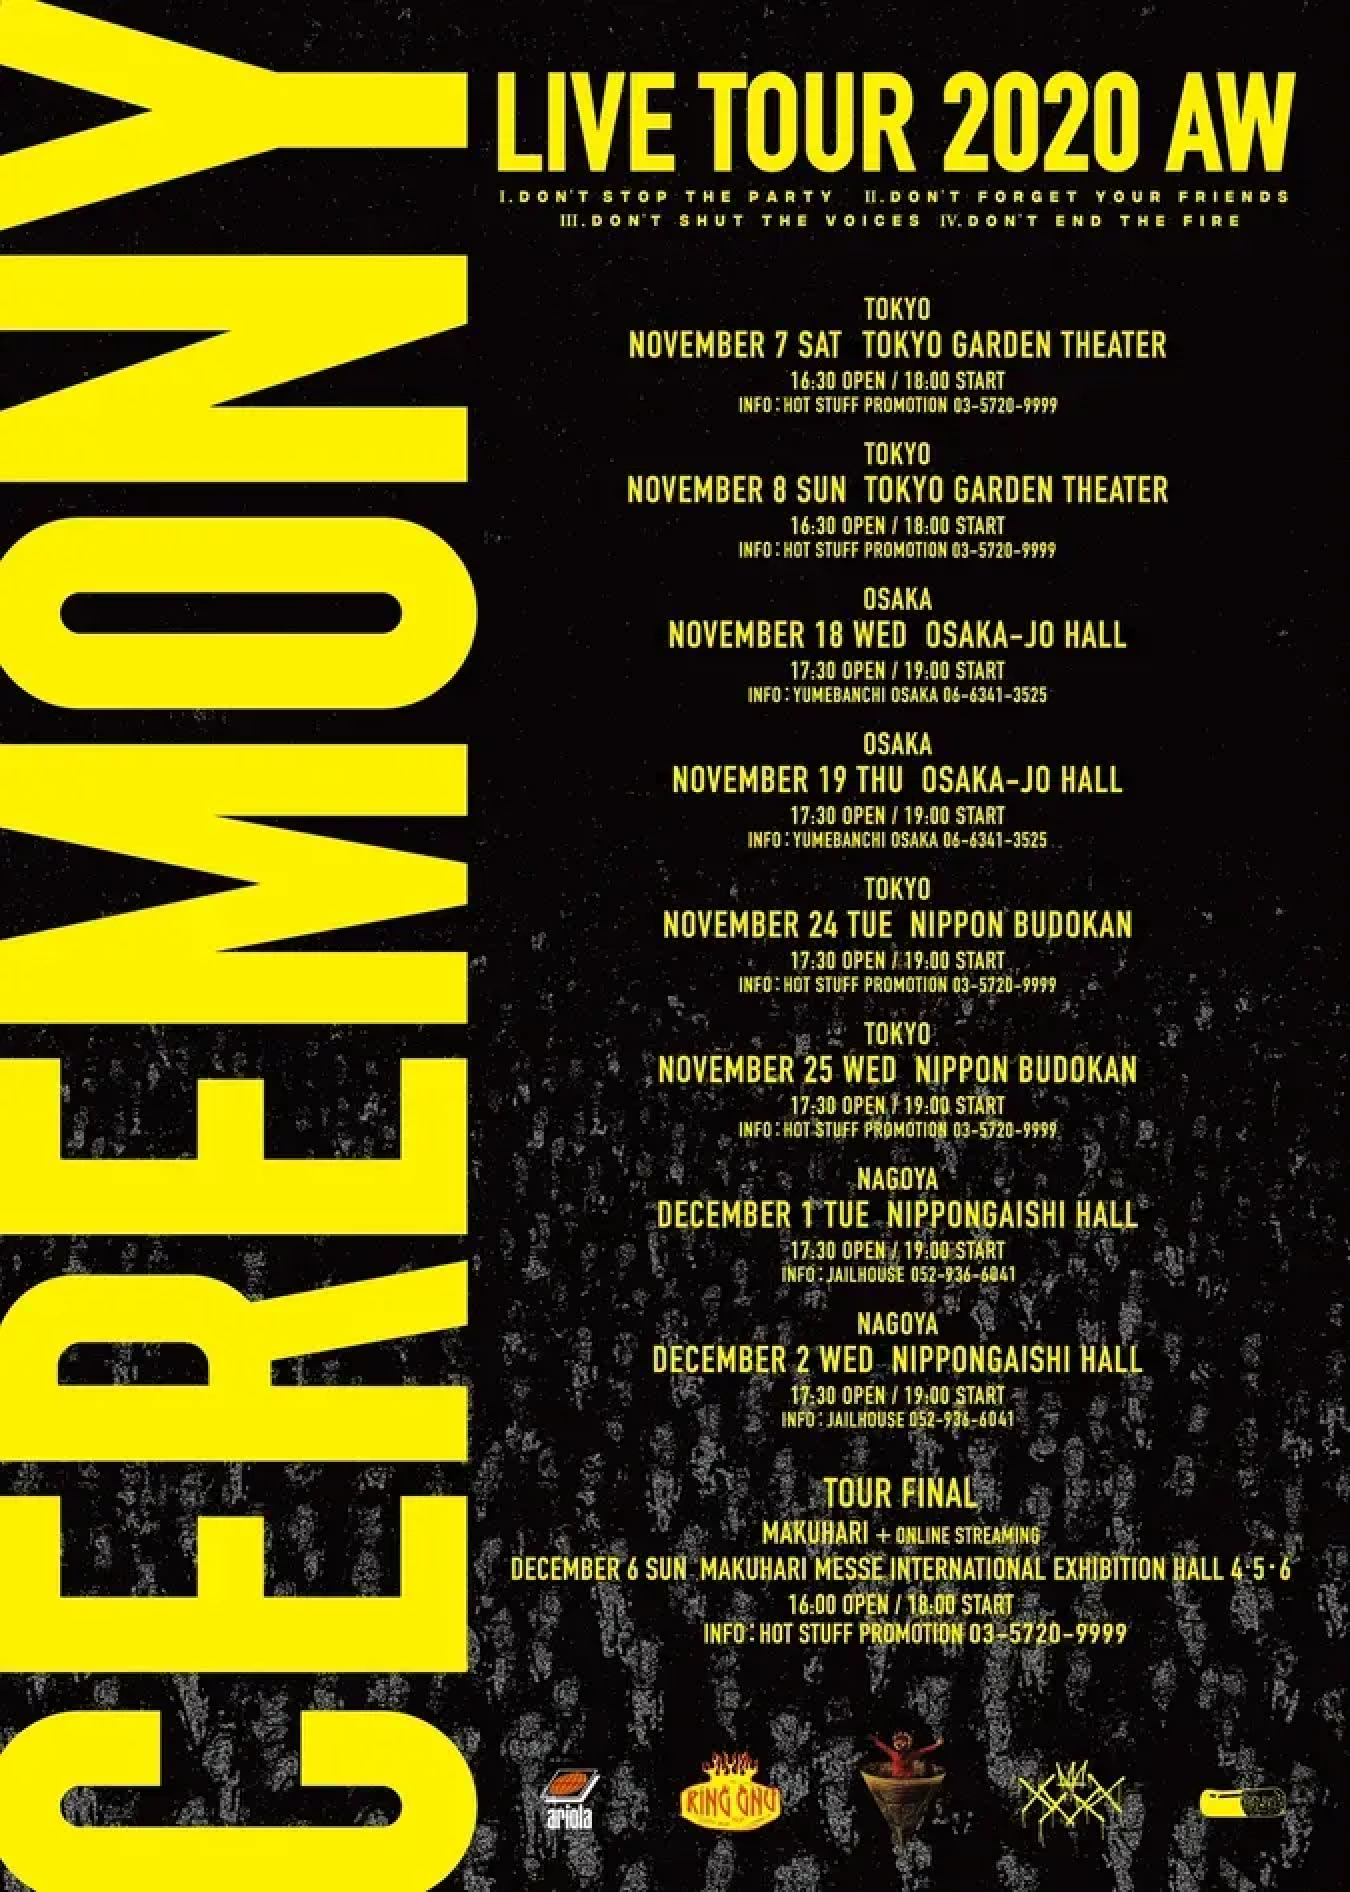 CEREMONY
LIVE TOUR 2020 AW
I.DON'T STOP THE PARTY II.DON'T FORGET YOUR FRIENDS
III.DON'T SHUT THE VOICES IV.DON'T END THE FIRE
TOKYO
NOVEMBER 7 SAT TOKYO GARDEN THEATER
16:30 OPEN / 18:00 START
INFO:HOT STUFF PROMOTION 03-5720-9999
TOKYO
NOVEMBER 8 SUN TOKYO GARDEN THEATER
16:30 OPEN / 18:00 START
INFO:HOT STUFF PROMOTION 03-5720-9999
OSAKA
NOVEMBER 18 WED OSAKA-JO HALL
17:30 OPEN / 19:00 START
INFO:YUMEBANCHI OSAKA 06-6341-3525
OSAKA
NOVEMBER 19 THU OSAKA-JO HALL
17:30 OPEN / 19:00 START
INFO:YUMEBANCHI OSAKA 06-6341-3525
TOKYO
NOVEMBER 24 TUE NIPPON BUDOKAN
17:30 OPEN / 19:00 START
INFO:HOT STUFF PROMOTION 03-5720-9999
TOKYO
NOVEMBER 25 WED NIPPON BUDOKAN
17:30 OPEN / 19:00 START
INFO:HOT STUFF PROMOTION 03-5720-9999
NAGOYA
DECEMBER 1 TUE NIPPONGAISHI HALL
17:30 OPEN / 19:00 START
INFO:JAILHOUSE 052-936-6041
NAGOYA
DECEMBER 2 WED NIPPONGAISHI HALL
17:30 OPEN / 19:00 START
INFO:JAILHOUSE 052-936-6041
TOUR FINAL
MAKUHARI + ONLINE STREAMING
DECEMBER 6 SUN MAKUHARI MESSE INTERNATIONAL EXHIBITION HALL 4·5·6
16:00 OPEN / 18:00 START
INFO:HOT STUFF PROMOTION 03-5720-9999
ariola
KING GNU